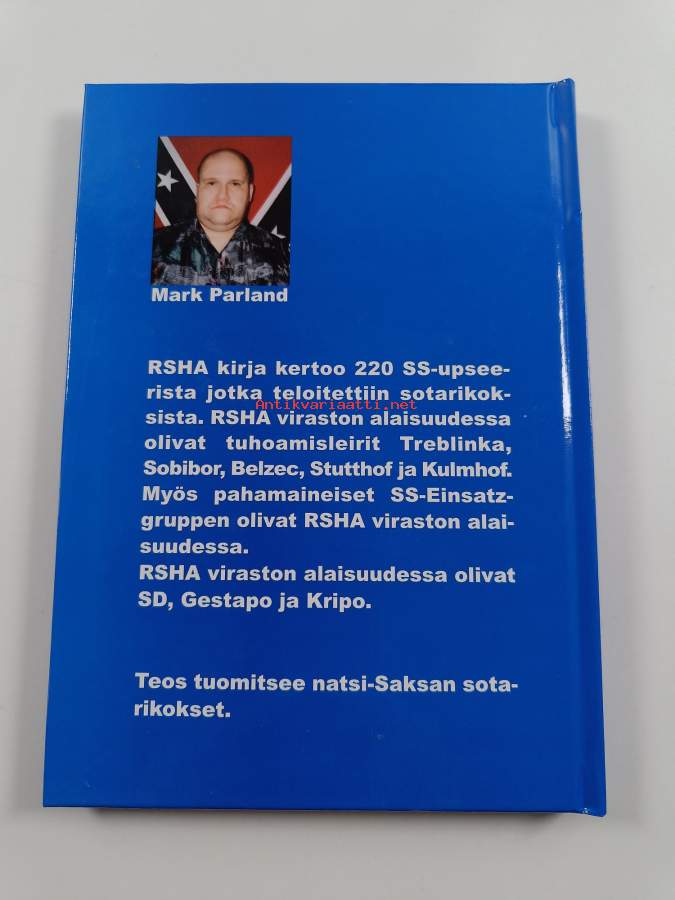 Mark Parland
RSHA kirja kertoo 220 SS-upsee-
rista jotka teloitettiin sotarikok-
Antikvariaatti.net
sista. RSHA viraston alaisuudessa
olivat tuhoamisleirit Treblinka,
Sobibor, Belzec, Stutthof ja Kulmhof.
Myös pahamaineiset SS-Einsatz-
gruppen olivat RSHA viraston alai-
suudessa.
RSHA viraston alaisuudessa olivat
SD, Gestapo ja Kripo.
Teos tuomitsee natsi-Saksan sota-
rikokset.